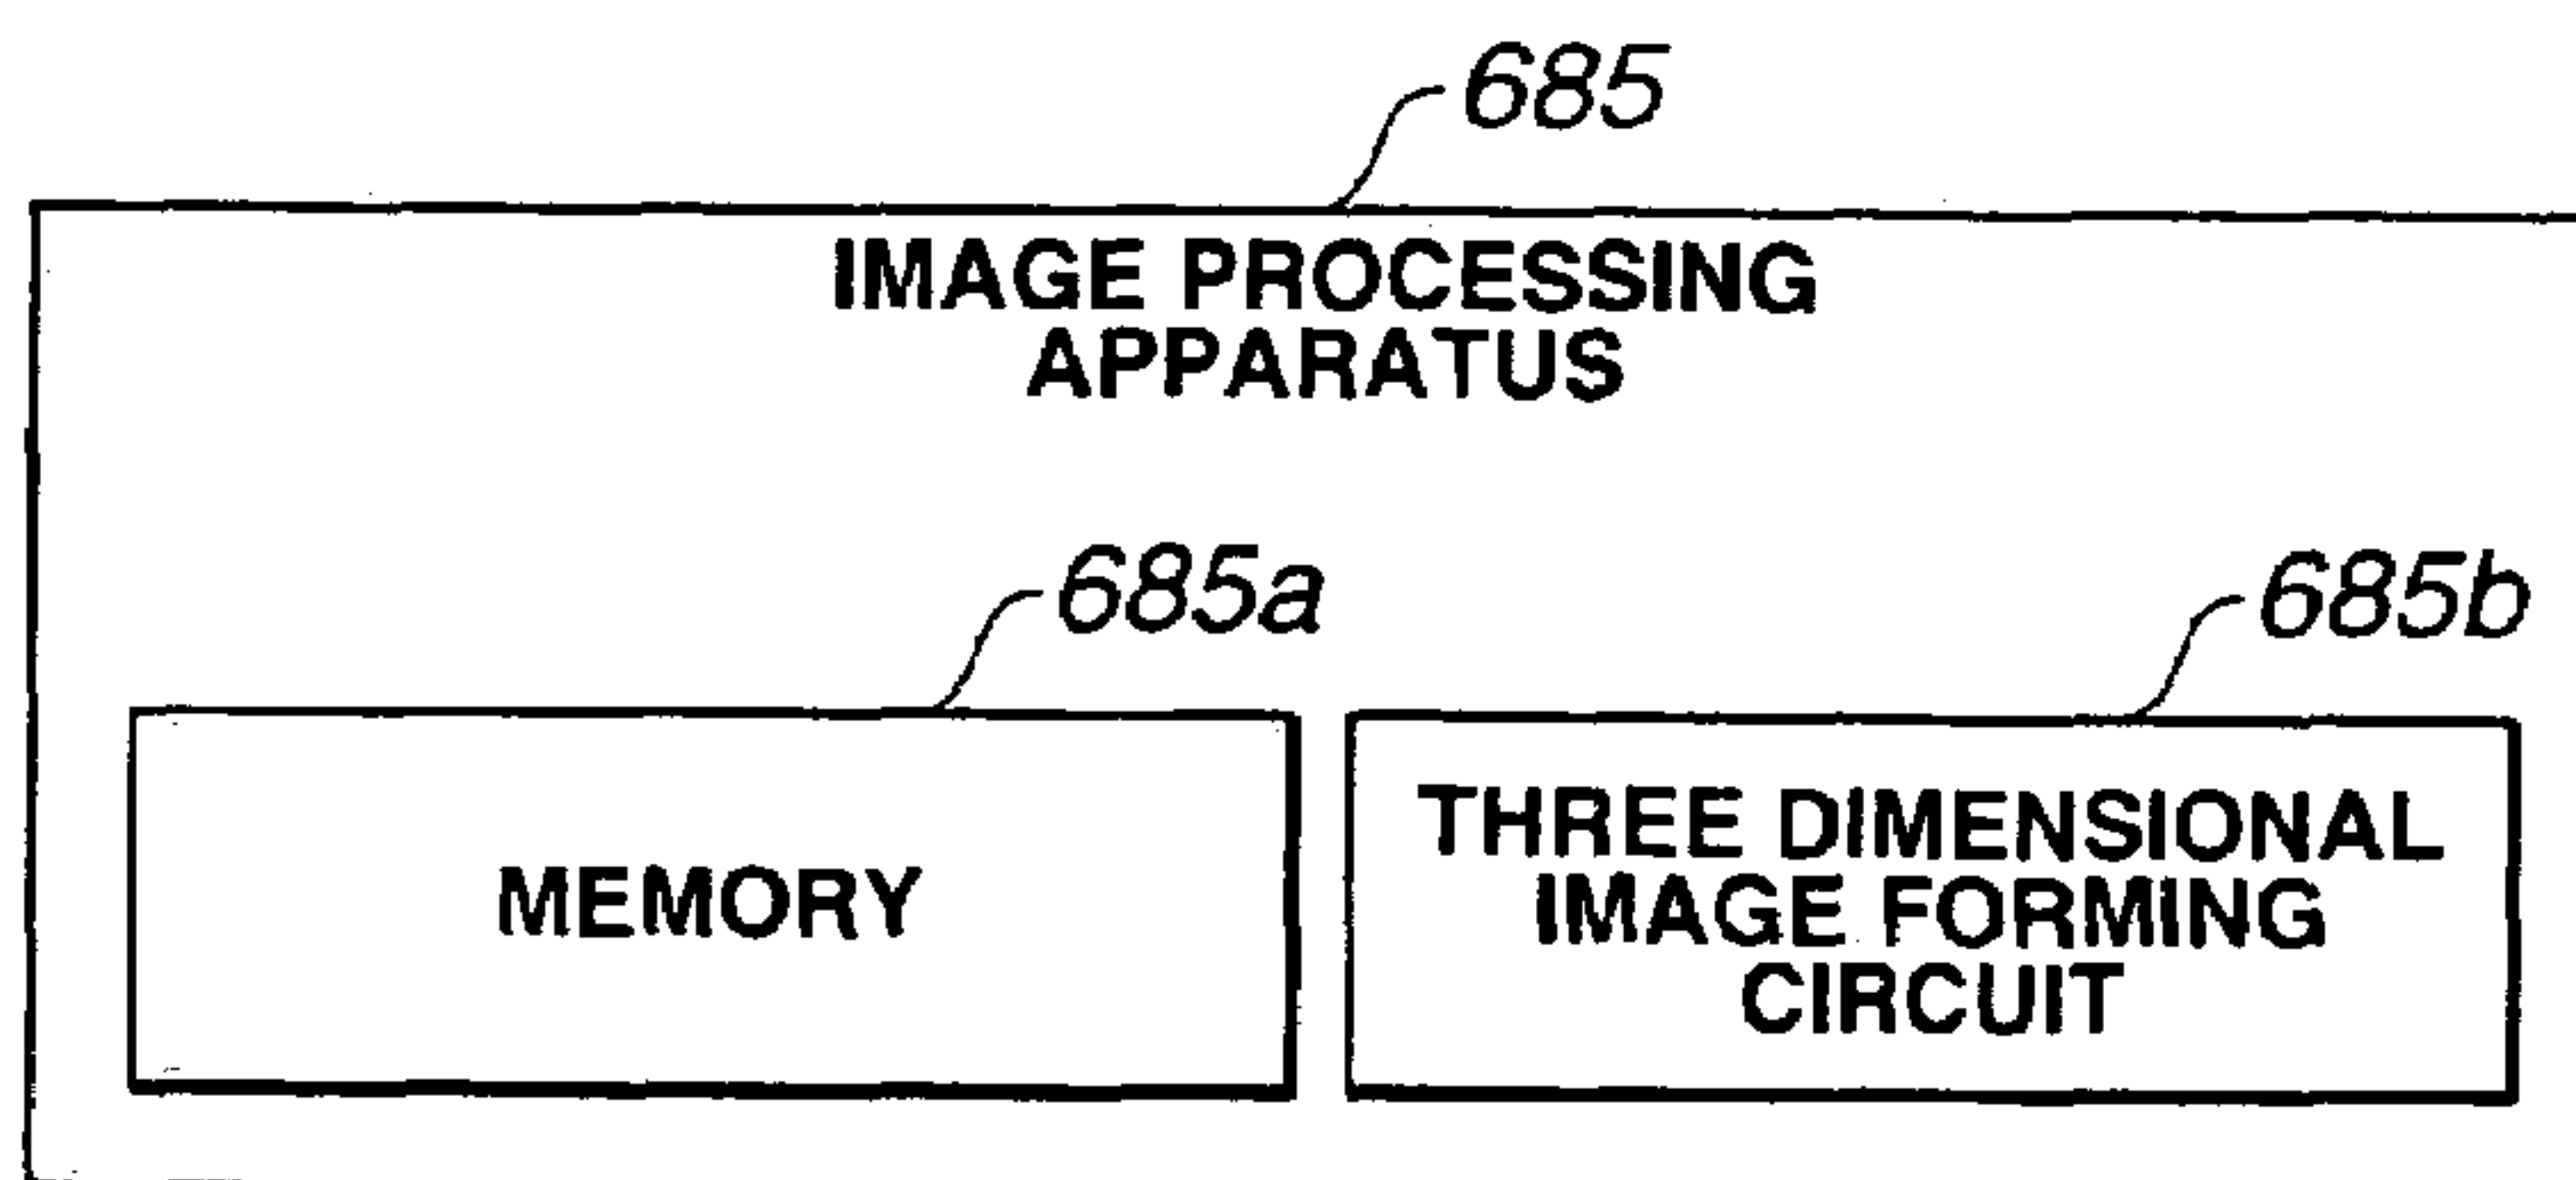 685
IMAGE PROCESSING
APPARATUS
685a
685b
MEMORY
THREE DIMENSIONAL
IMAGE FORMING
CIRCUIT